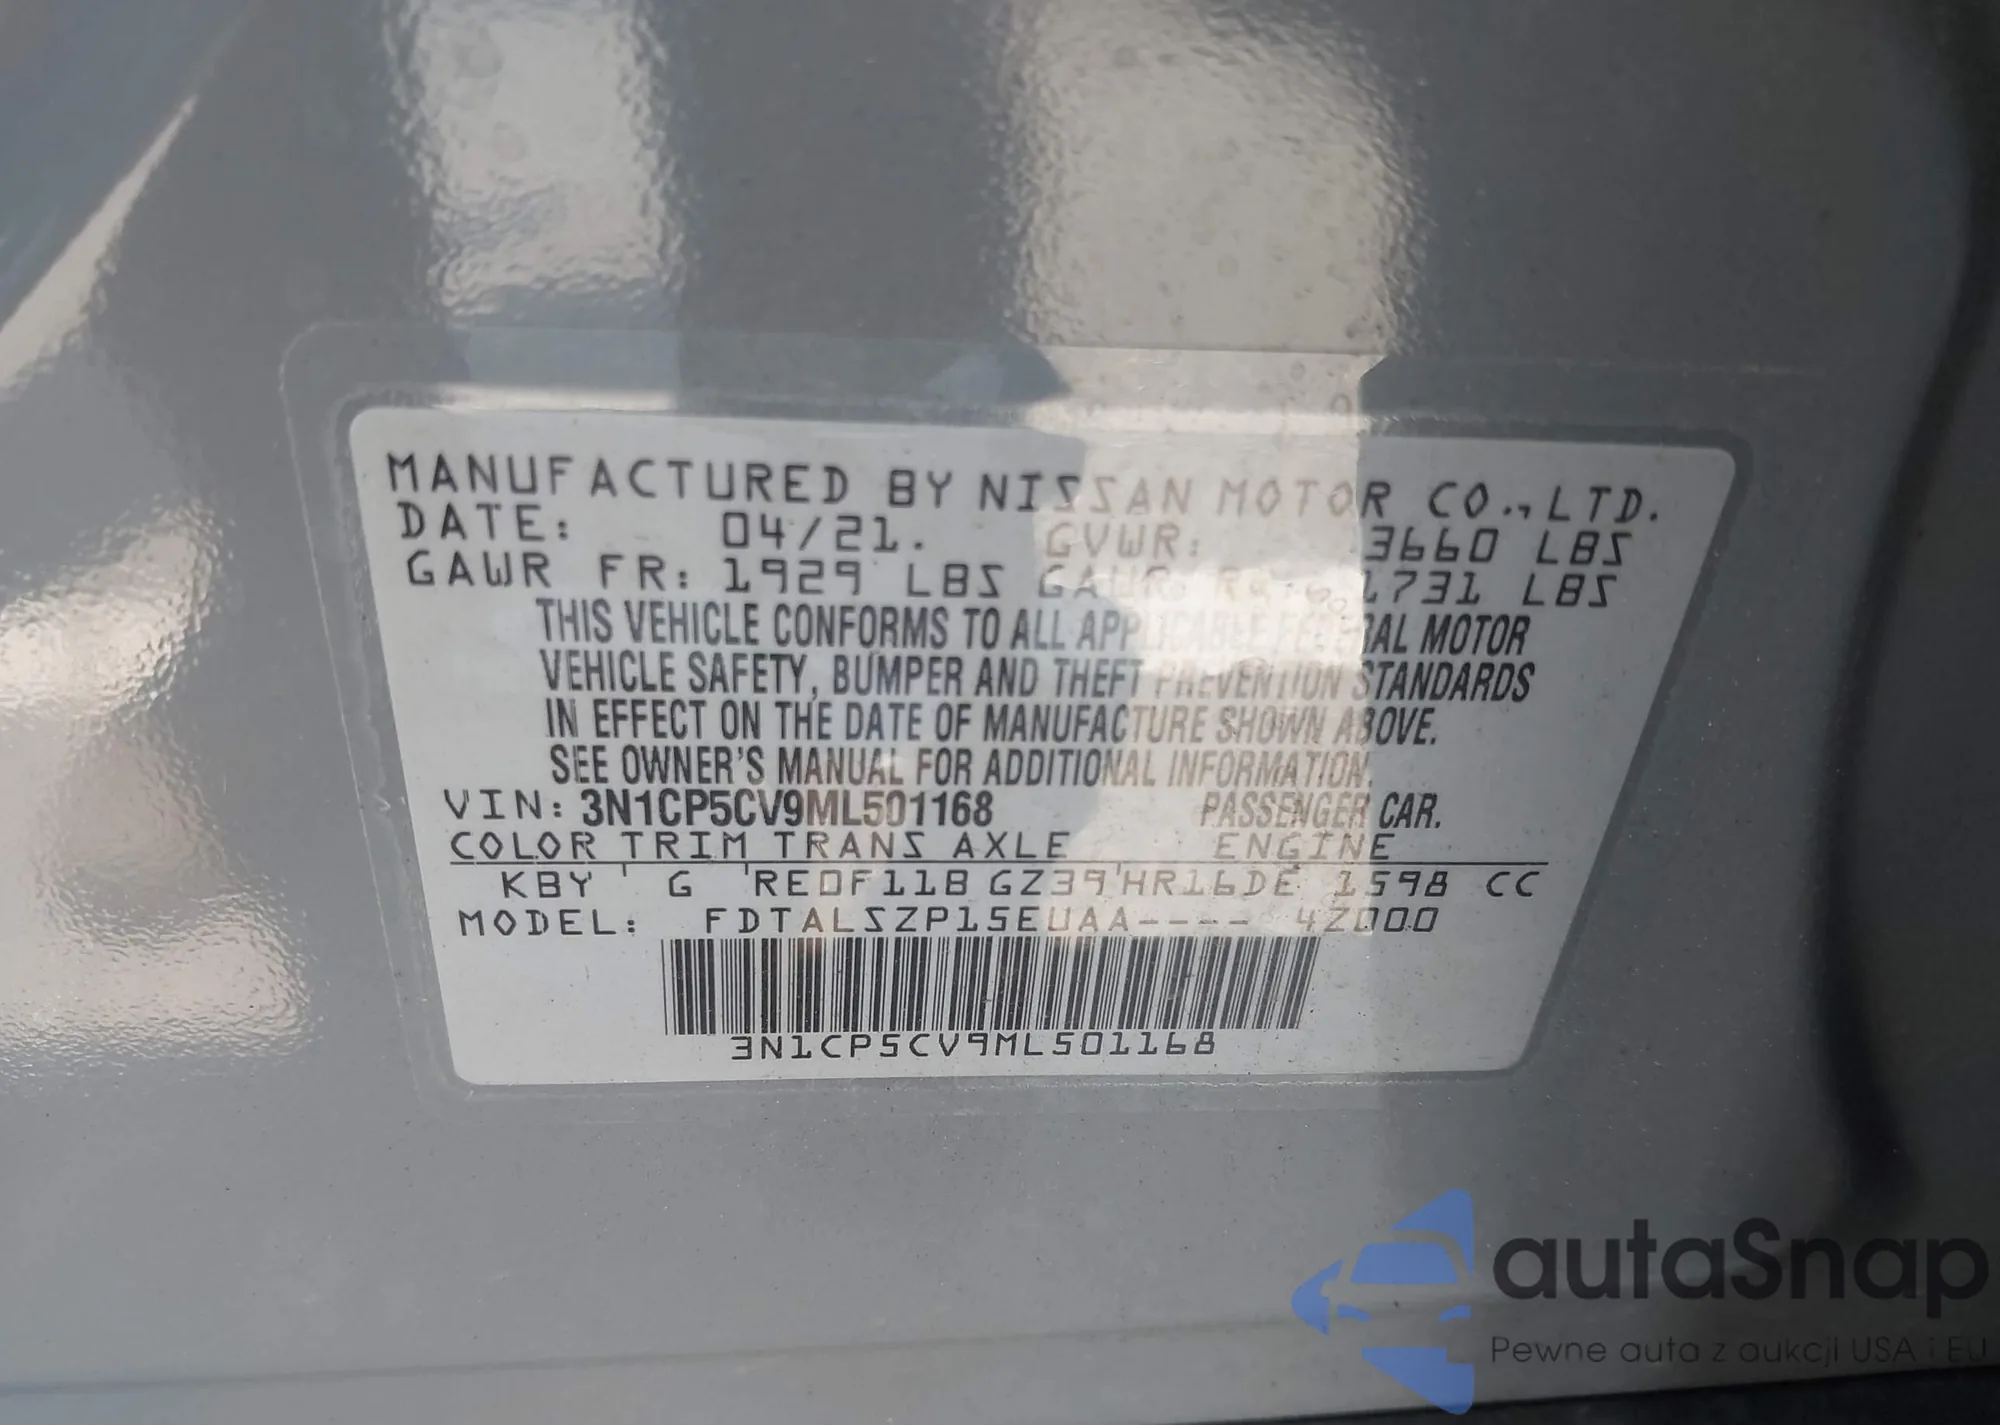 MANUFACTURED BY NISSAN MOTOR CO., LTD.
DATE: 04/21. GVWR: 3660 LBS
GAWR FR: 1929 LBS GAWR 1731 LBS
THIS VEHICLE CONFORMS TO ALL APPLICABLE FEDERAL MOTOR
VEHICLE SAFETY, BUMPER AND THEFT PREVENTION STANDARDS
IN EFFECT ON THE DATE OF MANUFACTURE SHOWN ABOVE.
SEE OWNER'S MANUAL FOR ADDITIONAL INFORMATION.
VIN: 3N1CP5CV9ML501168 PASSENGER CAR.
COLOR TRIM TRANS AXLE ENGINE
KBY G RE0F11B GZ39 HR16DE 1598 CC
MODEL: FDTALSZP15EUAA---- 4Z000
3N1CP5CV9ML501168
autaSnap
Pewne auta z aukcji USA i EU